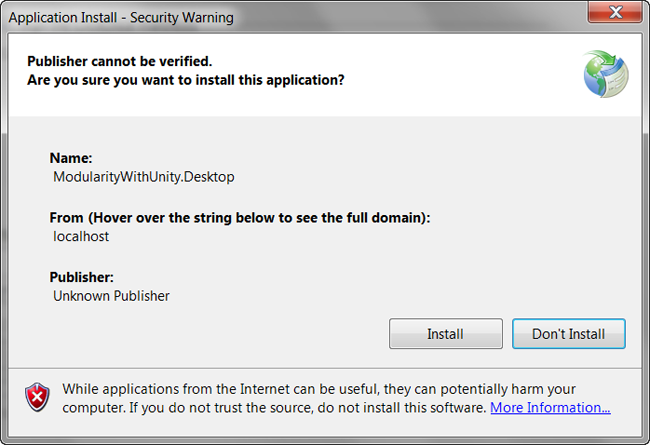 Application Install - Security Warning
Publisher cannot be verified.
Are you sure you want to install this application?
Name:
ModularityWithUnity.Desktop
From (Hover over the string below to see the full domain):
localhost
Publisher:
Unknown Publisher
Install
Don't Install
While applications from the Internet can be useful, they can potentially harm your
computer. If you do not trust the source, do not install this software. More Information...